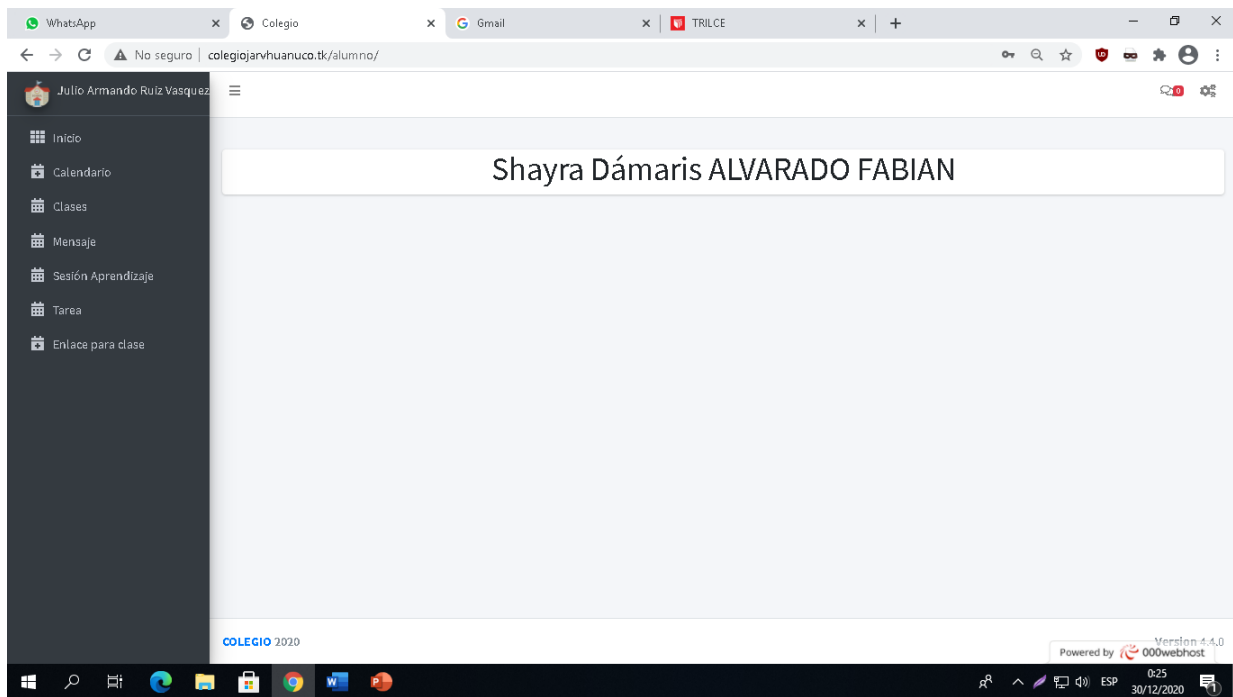 WhatsApp
Colegio
Gmail
TRILCE
No seguro | colegiojarvhuanuco.tk/alumno/
Julio Armando Ruiz Vasquez
0
Inicio
Calendario
Clases
Mensaje
Sesión Aprendizaje
Tarea
Enlace para clase
Shayra Dámaris ALVARADO FABIAN
COLEGIO 2020
Version 4.4.0
Powered by 000webhost
ESP
0:25
30/12/2020